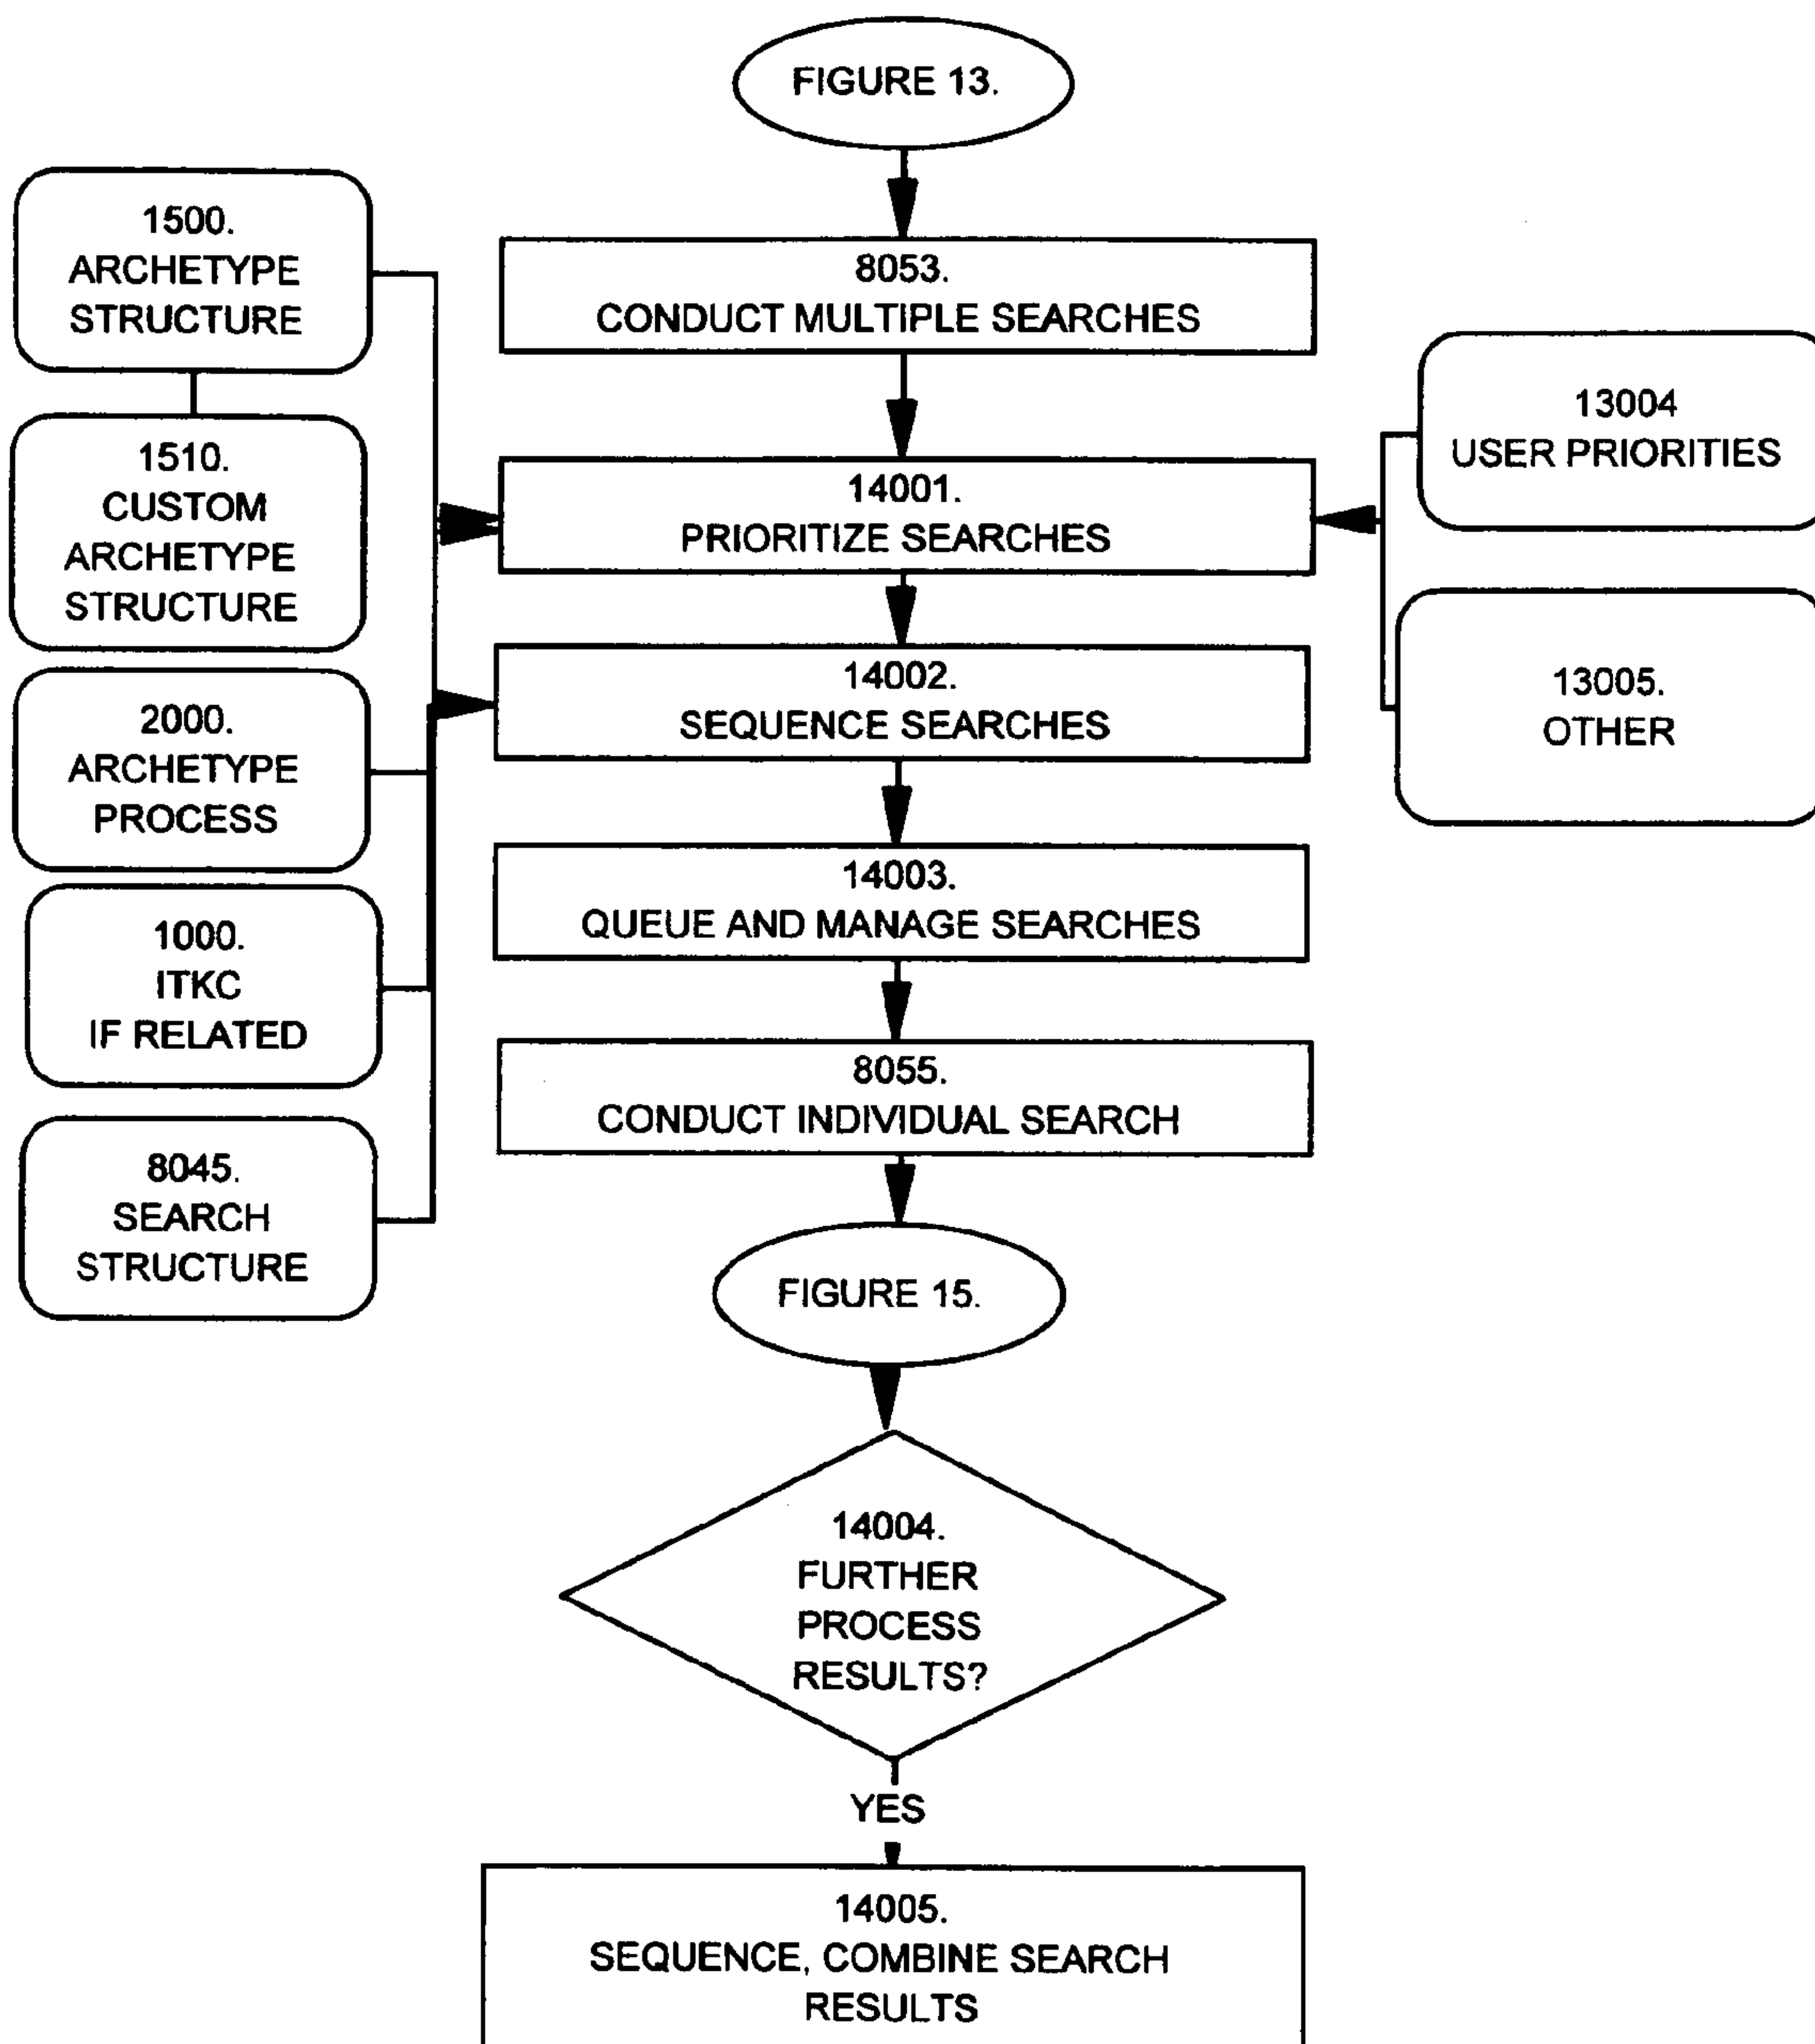 FIGURE 13.
8053.
CONDUCT MULTIPLE SEARCHES
1500.
ARCHETYPE
STRUCTURE
1510.
CUSTOM
ARCHETYPE
STRUCTURE
2000.
ARCHETYPE
PROCESS
1000.
ITKC
IF RELATED
8045.
SEARCH
STRUCTURE
13004
USER PRIORITIES
13005.
OTHER
14001.
PRIORITIZE SEARCHES
14002.
SEQUENCE SEARCHES
14003.
QUEUE AND MANAGE SEARCHES
8055.
CONDUCT INDIVIDUAL SEARCH
FIGURE 15.
14004.
FURTHER
PROCESS
RESULTS?
YES
14005.
SEQUENCE, COMBINE SEARCH
RESULTS